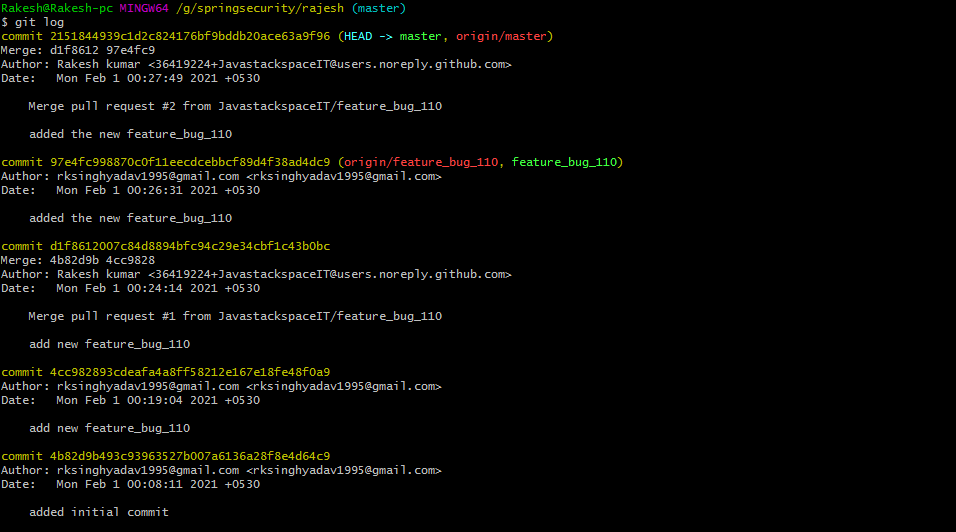 Rakesh@Rakesh-pc MINGW64 /g/springsecurity/rajesh (master)
$ git log
commit 2151844939c1d2c824176bf9bddb20ace63a9f96 (HEAD -> master, origin/master)
Merge: d1f8612 97e4fc9
Author: Rakesh kumar <36419224+JavastackspaceIT@users.noreply.github.com>
Date:   Mon Feb 1 00:27:49 2021 +0530
    Merge pull request #2 from JavastackspaceIT/feature_bug_110
    added the new feature_bug_110
commit 97e4fc998870c0f11eecdcebbcf89d4f38ad4dc9 (origin/feature_bug_110, feature_bug_110)
Author: rksinghyadav1995@gmail.com <rksinghyadav1995@gmail.com>
Date:   Mon Feb 1 00:26:31 2021 +0530
    added the new feature_bug_110
commit d1f8612007c84d8894bfc94c29e34cbf1c43b0bc
Merge: 4b82d9b 4cc9828
Author: Rakesh kumar <36419224+JavastackspaceIT@users.noreply.github.com>
Date:   Mon Feb 1 00:24:14 2021 +0530
    Merge pull request #1 from JavastackspaceIT/feature_bug_110
    add new feature_bug_110
commit 4cc982893cdeafa4a8ff58212e167e18fe48f0a9
Author: rksinghyadav1995@gmail.com <rksinghyadav1995@gmail.com>
Date:   Mon Feb 1 00:19:04 2021 +0530
    add new feature_bug_110
commit 4b82d9b493c93963527b007a6136a28f8e4d64c9
Author: rksinghyadav1995@gmail.com <rksinghyadav1995@gmail.com>
Date:   Mon Feb 1 00:08:11 2021 +0530
    added initial commit